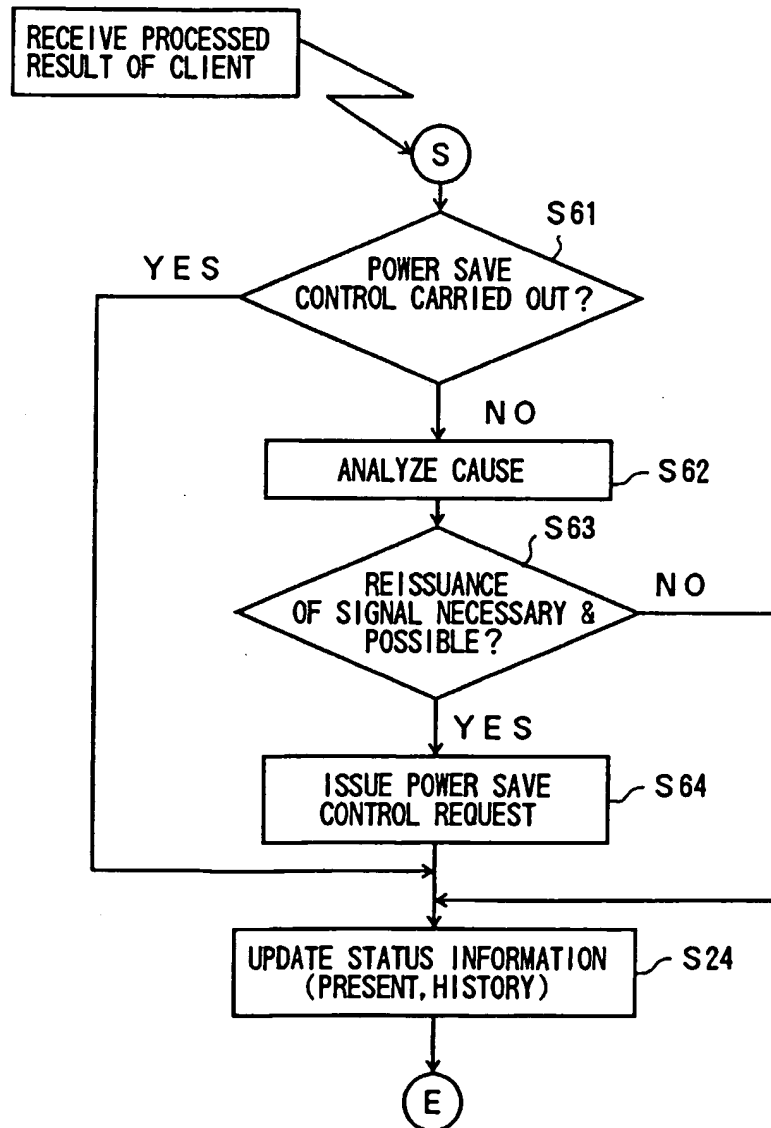 RECEIVE PROCESSED
RESULT OF CLIENT
S
S61
YES
POWER SAVE
CONTROL CARRIED OUT?
NO
ANALYZE CAUSE
S62
S63
REISSUANCE
OF SIGNAL NECESSARY &
POSSIBLE?
NO
YES
ISSUE POWER SAVE
CONTROL REQUEST
S64
UPDATE STATUS INFORMATION
(PRESENT, HISTORY)
S24
E